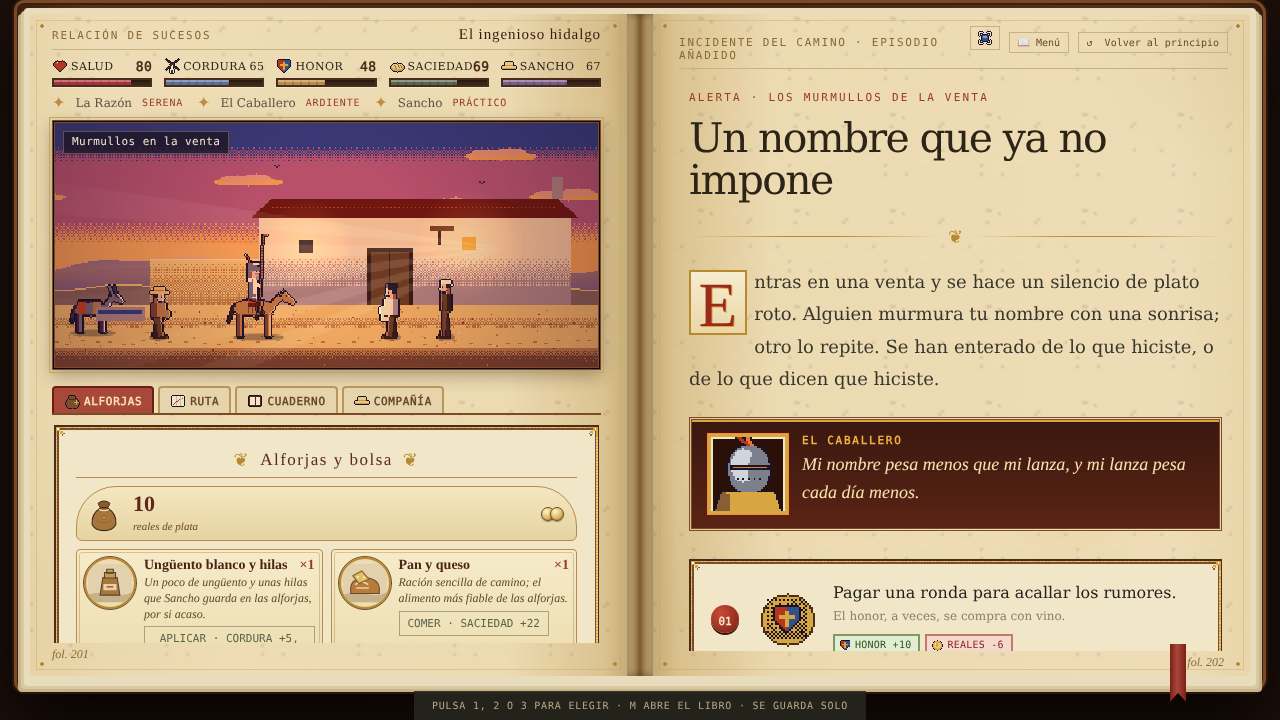 RELACIÓN DE SUCESOS
El ingenioso hidalgo
SALUD 80
CORDURA 65
HONOR 48
SACIEDAD 69
SANCHO 67
La Razón SERENA
El Caballero ARDIENTE
Sancho PRÁCTICO
Murmullos en la venta
ALFORJAS
RUTA
CUADERNO
COMPAÑÍA
Alfojas y bolsa
10
reales de plata
Ungüento blanco y hilas ×1
Un poco de ungüento y unas hilas
que Sancho guarda en las alforjas,
por si acaso.
APLICAR · CORDURA +5,
Pan y queso ×1
Ración sencilla de camino; el
alimento más fiable de las alforjas.
COMER · SACIEDAD +22
fol. 201
INCIDENTE DEL CAMINO · EPISODIO
AÑADIDO
Menú
↺ Volver al principio
ALERTA · LOS MURMULLOS DE LA VENTA
Un nombre que ya no
impone
Entras en una venta y se hace un silencio de plato
roto. Alguien murmura tu nombre con una sonrisa;
otro lo repite. Se han enterado de lo que hiciste, o
de lo que dicen que hiciste.
EL CABALLERO
Mi nombre pesa menos que mi lanza, y mi lanza pesa
cada día menos.
01
Pagar una ronda para acallar los rumores.
El honor, a veces, se compra con vino.
HONOR +10
REALES -6
fol. 202
PULSA 1, 2 O 3 PARA ELEGIR · M ABRE EL LIBRO · SE GUARDA SOLO